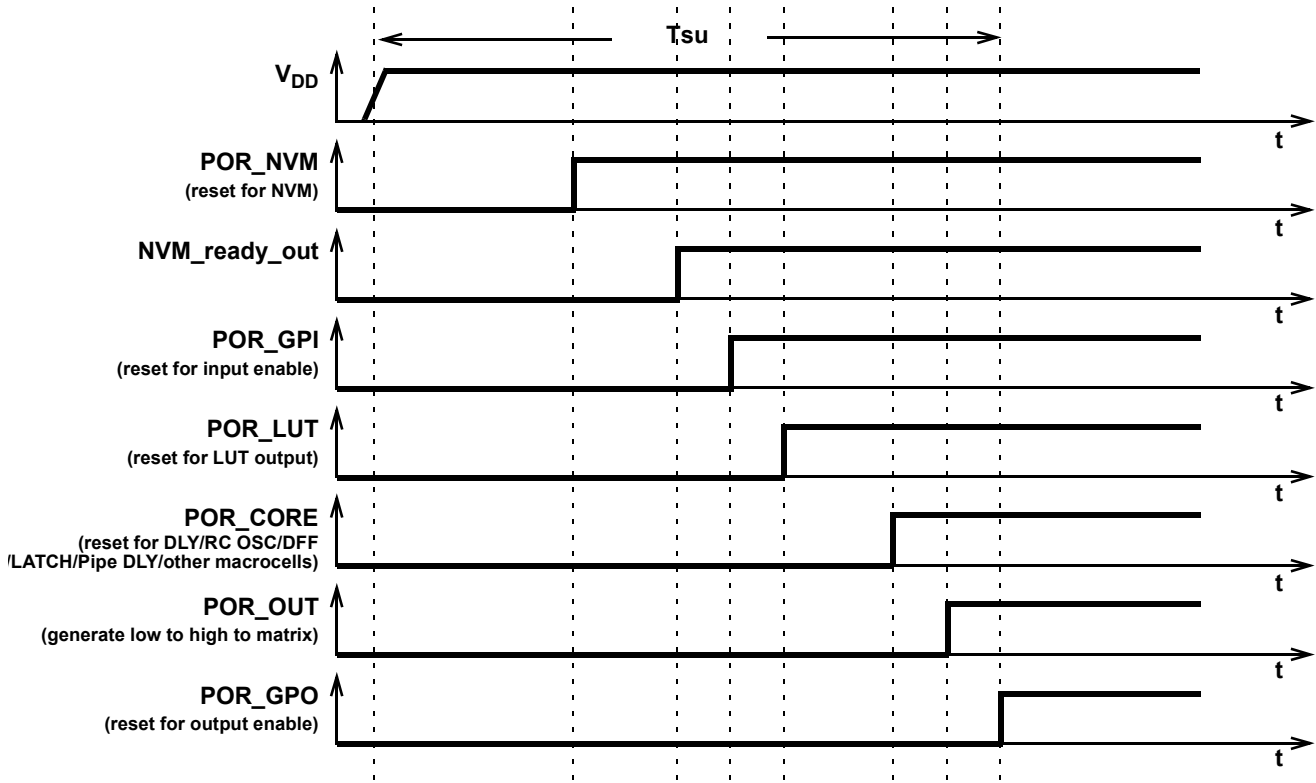 Tsu
VDD
t
POR_NVM
(reset for NVM)
t
NVM_ready_out
t
POR_GPI
(reset for input enable)
t
POR_LUT
(reset for LUT output)
t
POR_CORE
(reset for DLY/RC OSC/DFF
/LATCH/Pipe DLY/other macrocells)
t
POR_OUT
(generate low to high to matrix)
t
POR_GPO
(reset for output enable)
t